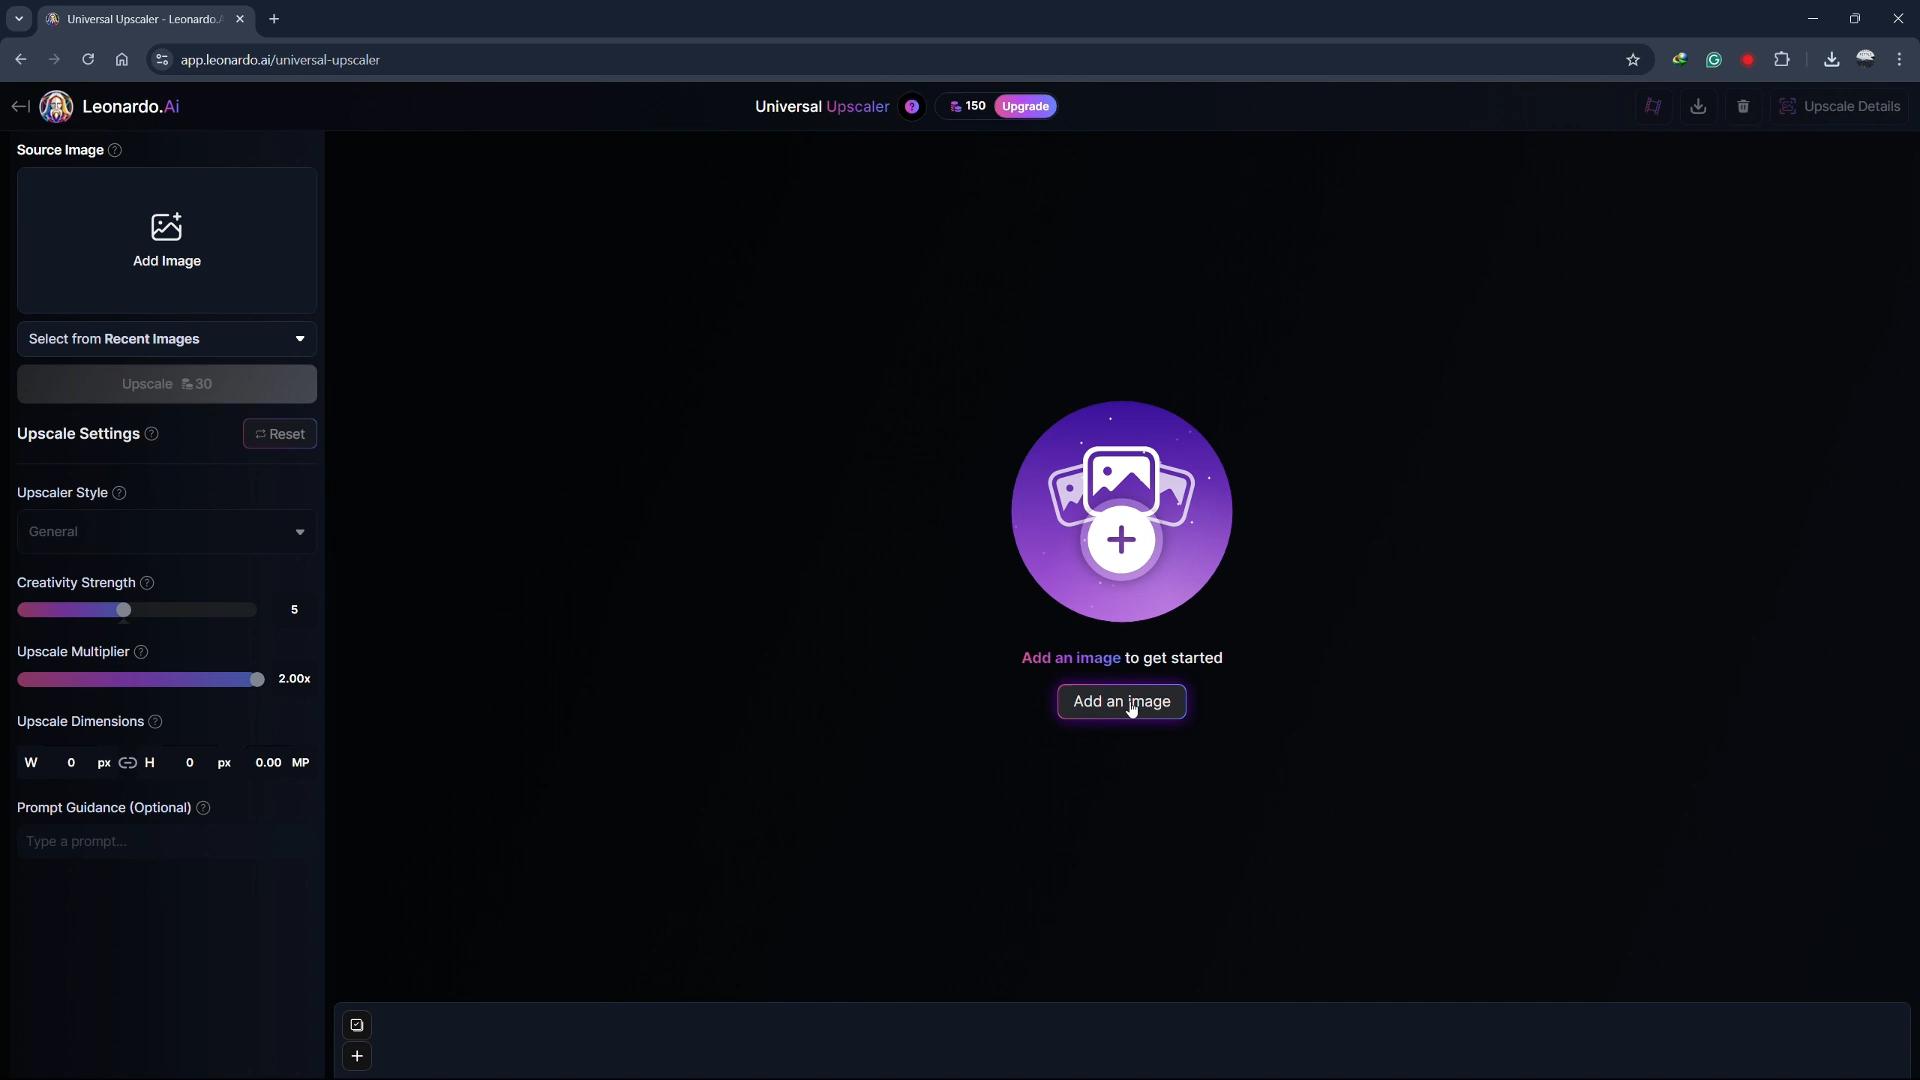 Universal Upscaler - Leonardo.
app.leonardo.ai/universal-upscaler
Leonardo.Ai
Universal Upscaler ?
150 Upgrade
Upscale Details
Source Image ?
Add Image
Select from Recent Images
Upscale 30
Upscale Settings ?
Reset
Upscaler Style ?
General
Creativity Strength ?
5
Upscale Multiplier ?
2.00x
Upscale Dimensions ?
W 0 px H 0 px 0.00 MP
Prompt Guidance (Optional) ?
Type a prompt...
Add an image to get started
Add an image